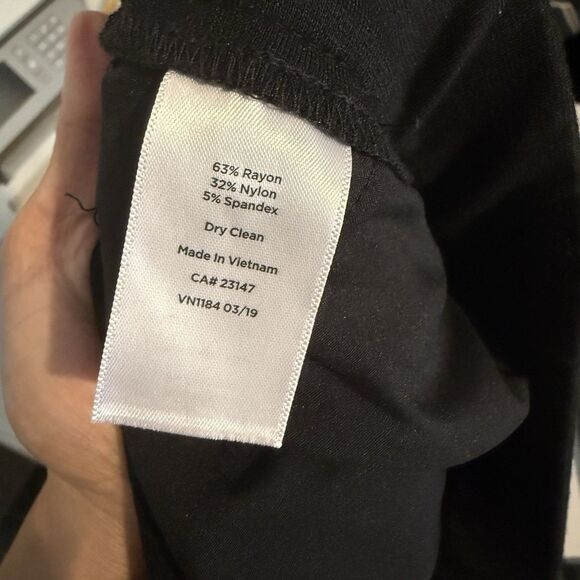 63% Rayon
32% Nylon
5% Spandex
Dry Clean
Made In Vietnam
CA# 23147
VN1184 03/19